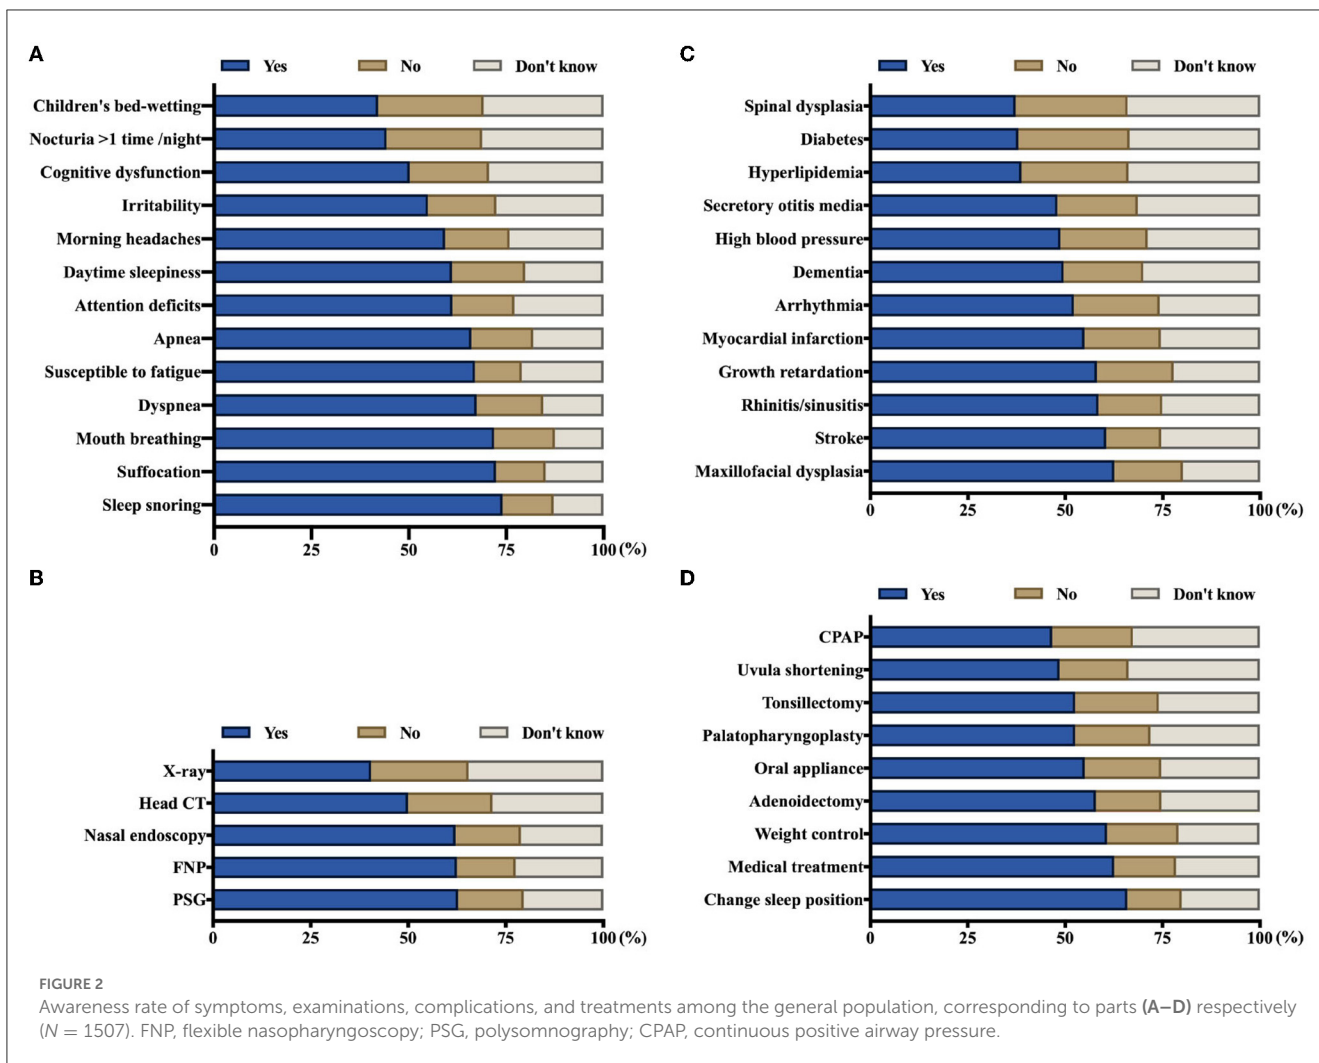 A
Yes No Don't know
Children's bed-wetting
Nocturia >1 time /night
Cognitive dysfunction
Irritability
Morning headaches
Daytime sleepiness
Attention deficits
Apnea
Susceptible to fatigue
Dyspnea
Mouth breathing
Suffocation
Sleep snoring
0 25 50 75 100 (%)
C
Yes No Don't know
Spinal dysplasia
Diabetes
Hyperlipidemia
Secretory otitis media
High blood pressure
Dementia
Arrhythmia
Myocardial infarction
Growth retardation
Rhinitis/sinusitis
Stroke
Maxillofacial dysplasia
0 25 50 75 100 (%)
B
Yes No Don't know
X-ray
Head CT
Nasal endoscopy
FNP
PSG
0 25 50 75 100 (%)
D
Yes No Don't know
CPAP
Uvula shortening
Tonsillectomy
Palatopharyngoplasty
Oral appliance
Adenoidectomy
Weight control
Medical treatment
Change sleep position
0 25 50 75 100 (%)
FIGURE 2
Awareness rate of symptoms, examinations, complications, and treatments among the general population, corresponding to parts (A–D) respectively
(N = 1507). FNP, flexible nasopharyngoscopy; PSG, polysomnography; CPAP, continuous positive airway pressure.